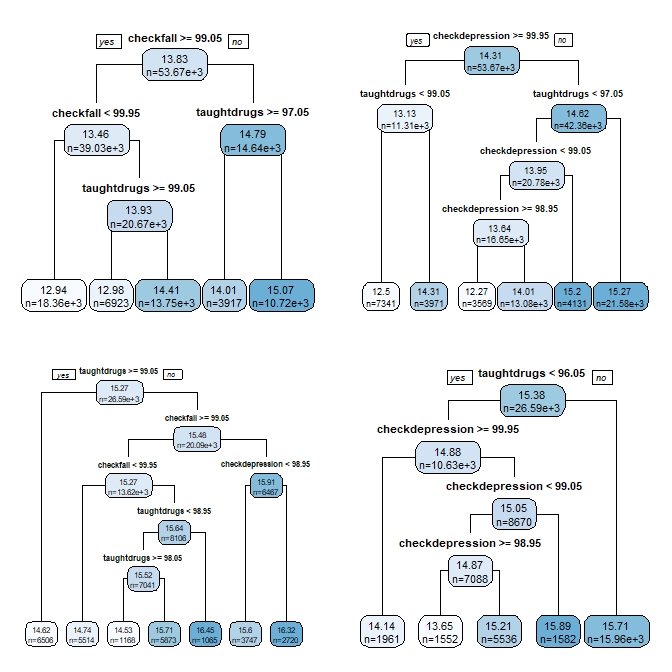 checkfall >= 99.05
yes
no
13.83
n=53.67e+3
checkfall < 99.95
taughtdrugs >= 97.05
13.46
n=39.03e+3
14.79
n=14.64e+3
taughtdrugs >= 99.05
13.93
n=20.67e+3
12.94
n=18.36e+3
12.98
n=6923
14.41
n=13.75e+3
14.01
n=3917
15.07
n=10.72e+3
checkdepression >= 99.95
yes
no
14.31
n=53.67e+3
taughtdrugs < 99.05
taughtdrugs < 97.05
13.13
n=11.31e+3
14.62
n=42.36e+3
checkdepression < 99.05
13.95
n=20.78e+3
checkdepression >= 98.95
13.64
n=16.65e+3
12.5
n=7341
14.31
n=3971
12.27
n=3569
14.01
n=13.08e+3
15.2
n=4131
15.27
n=21.58e+3
taughtdrugs >= 99.05
yes
no
15.27
n=26.59e+3
checkfall >= 99.05
15.48
n=20.09e+3
checkfall < 99.95
checkdepression < 98.95
15.27
n=13.62e+3
15.91
n=6467
taughtdrugs < 98.95
15.64
n=8106
taughtdrugs >= 98.05
15.52
n=7041
14.62
n=6506
14.74
n=5514
14.53
n=1168
15.71
n=5873
16.45
n=1065
15.6
n=3747
16.32
n=2720
taughtdrugs < 96.05
yes
no
15.38
n=26.59e+3
checkdepression >= 99.95
14.88
n=10.63e+3
checkdepression < 99.05
15.05
n=8670
checkdepression >= 98.95
14.87
n=7088
14.14
n=1961
13.65
n=1552
15.21
n=5536
15.89
n=1582
15.71
n=15.96e+3